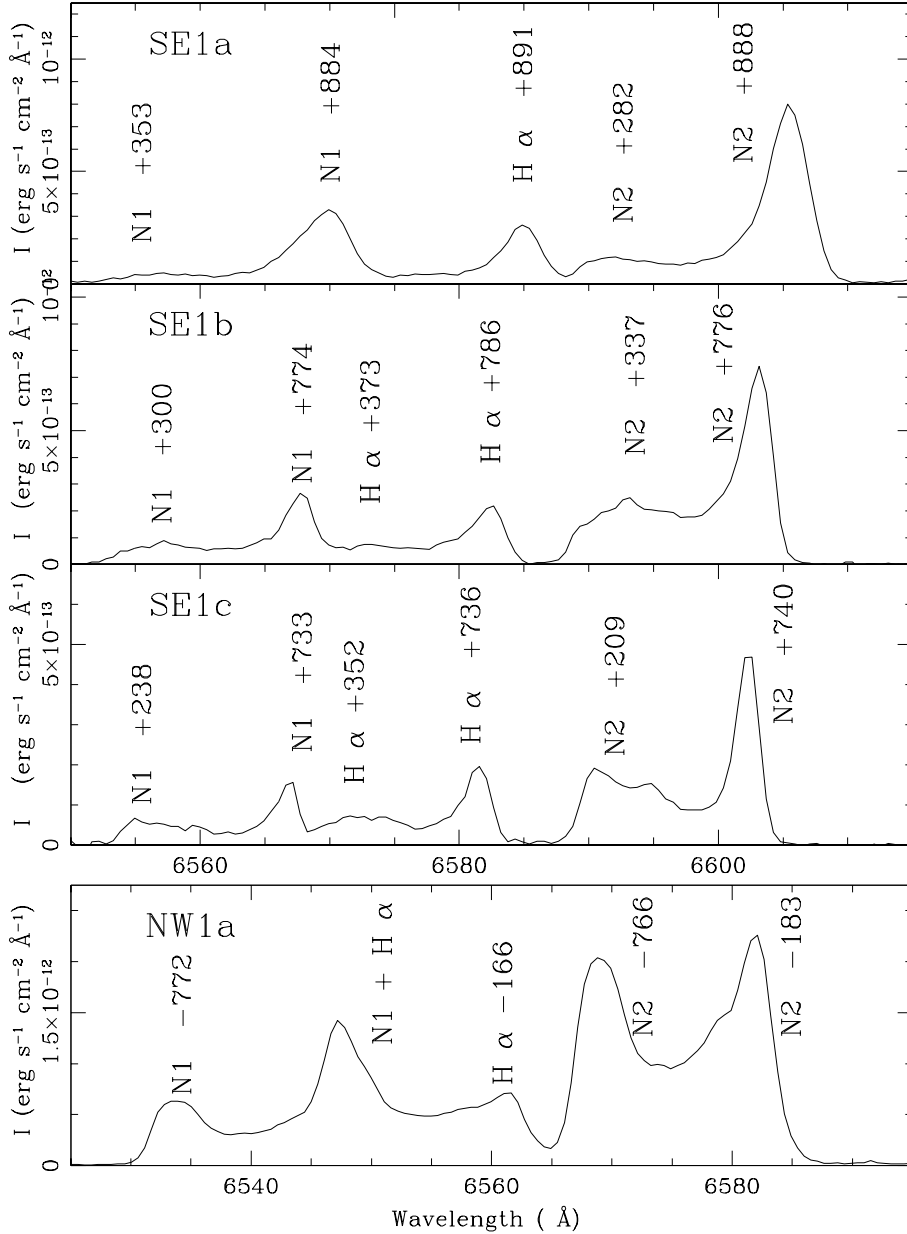 SE1a
N1 +353
N1 +884
H α +891
N2 +282
N2 +888
I (erg s⁻¹ cm⁻² Å⁻¹)
5×10⁻¹³
10⁻¹²
SE1b
N1 +300
N1 +774
H α +373
H α +786
N2 +337
N2 +776
I (erg s⁻¹ cm⁻² Å⁻¹)
0
5×10⁻¹³
SE1c
N1 +238
N1 +733
H α +352
H α +736
N2 +209
N2 +740
I (erg s⁻¹ cm⁻² Å⁻¹)
0
5×10⁻¹³
6560
6580
6600
NW1a
N1 −772
N1 + H α
H α −166
N2 −766
N2 −183
I (erg s⁻¹ cm⁻² Å⁻¹)
0
1.5×10⁻¹²
6540
6560
6580
Wavelength ( Å)